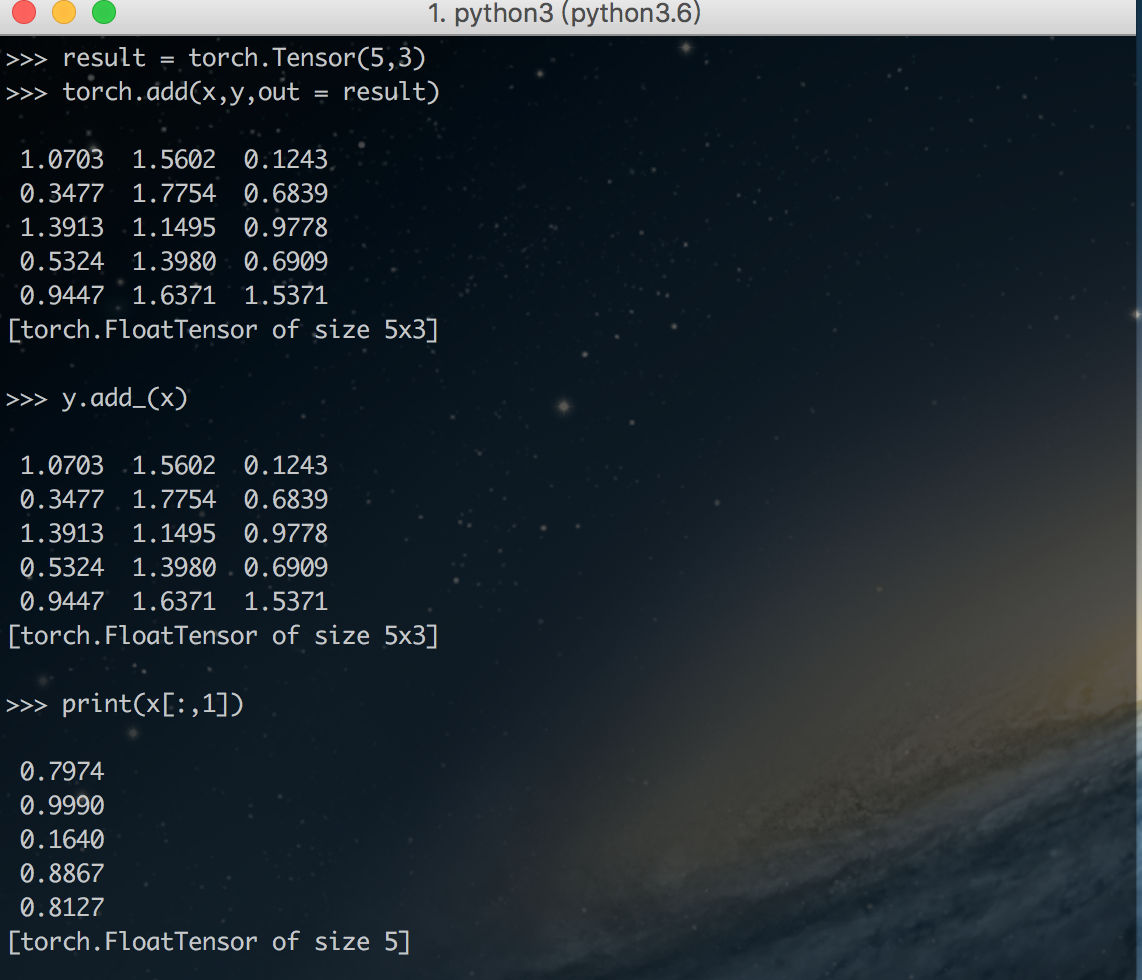 1. python3 (python3.6)
>>> result = torch.Tensor(5,3)
>>> torch.add(x,y,out = result)
1.0703 1.5602 0.1243
0.3477 1.7754 0.6839
1.3913 1.1495 0.9778
0.5324 1.3980 0.6909
0.9447 1.6371 1.5371
[torch.FloatTensor of size 5x3]
>>> y.add_(x)
1.0703 1.5602 0.1243
0.3477 1.7754 0.6839
1.3913 1.1495 0.9778
0.5324 1.3980 0.6909
0.9447 1.6371 1.5371
[torch.FloatTensor of size 5x3]
>>> print(x[:,1])
0.7974
0.9990
0.1640
0.8867
0.8127
[torch.FloatTensor of size 5]